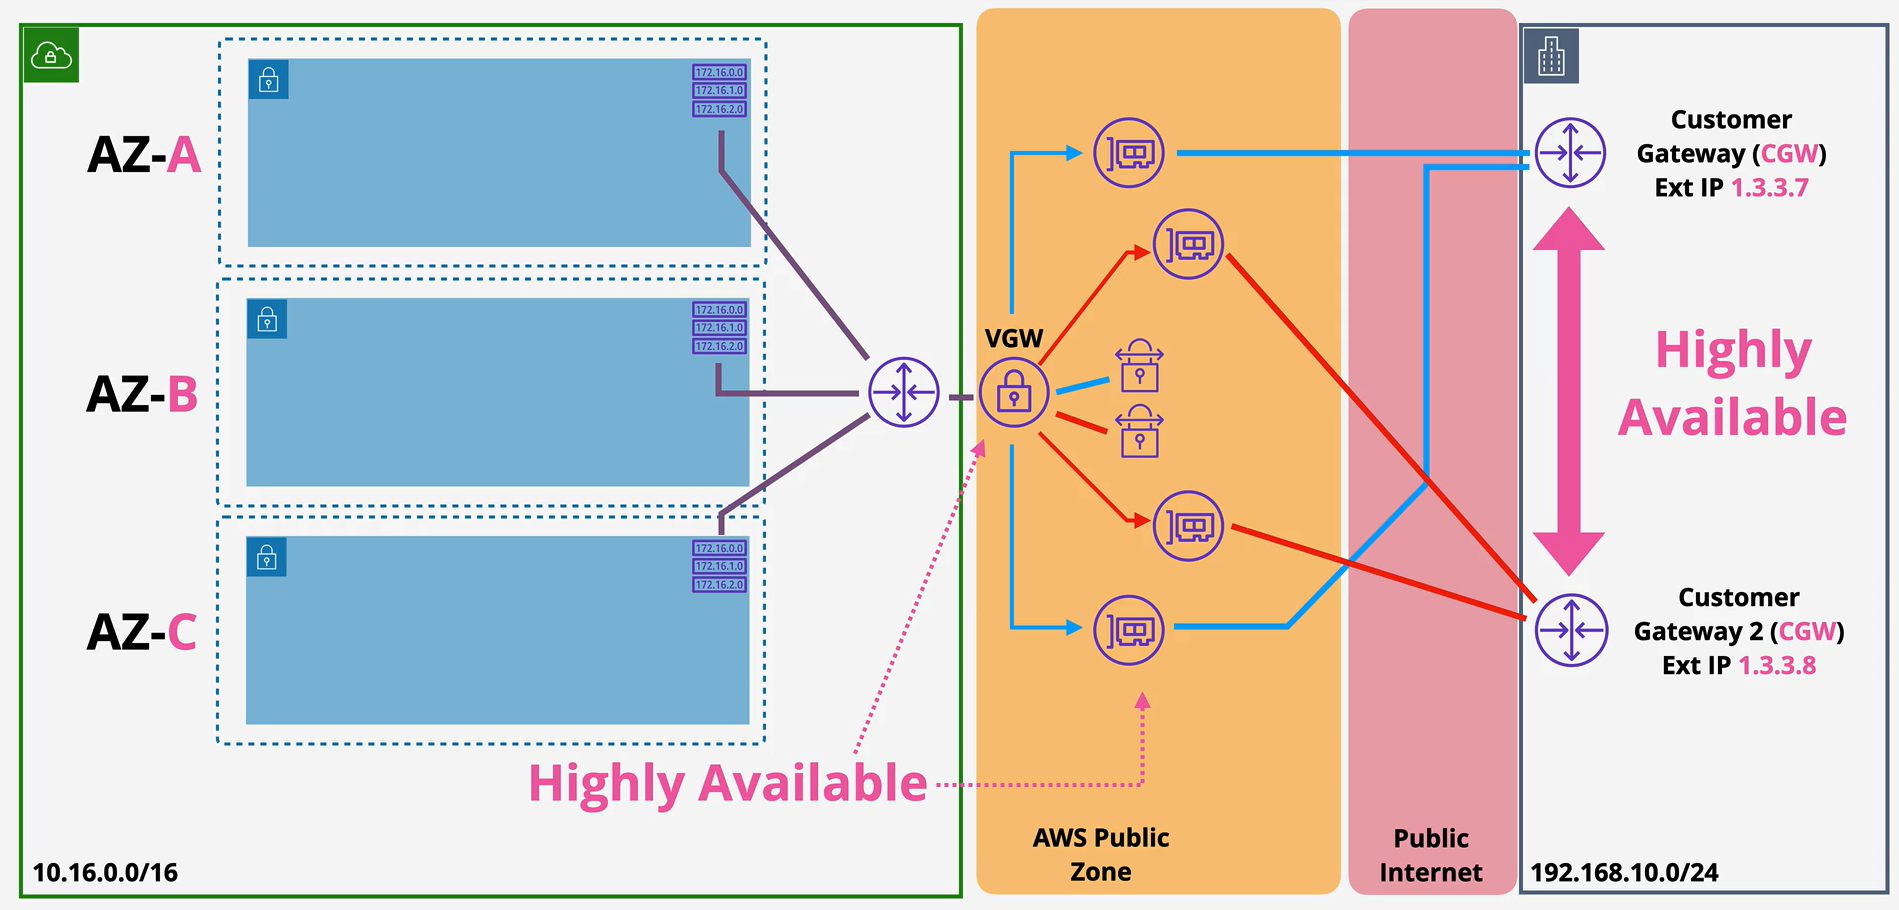 AZ-A
172.16.0.0
172.16.1.0
172.16.2.0
AZ-B
172.16.0.0
172.16.1.0
172.16.2.0
AZ-C
172.16.0.0
172.16.1.0
172.16.2.0
Highly Available
10.16.0.0/16
VGW
AWS Public
Zone
Public
Internet
Customer
Gateway (CGW)
Ext IP 1.3.3.7
Highly
Available
Customer
Gateway 2 (CGW)
Ext IP 1.3.3.8
192.168.10.0/24